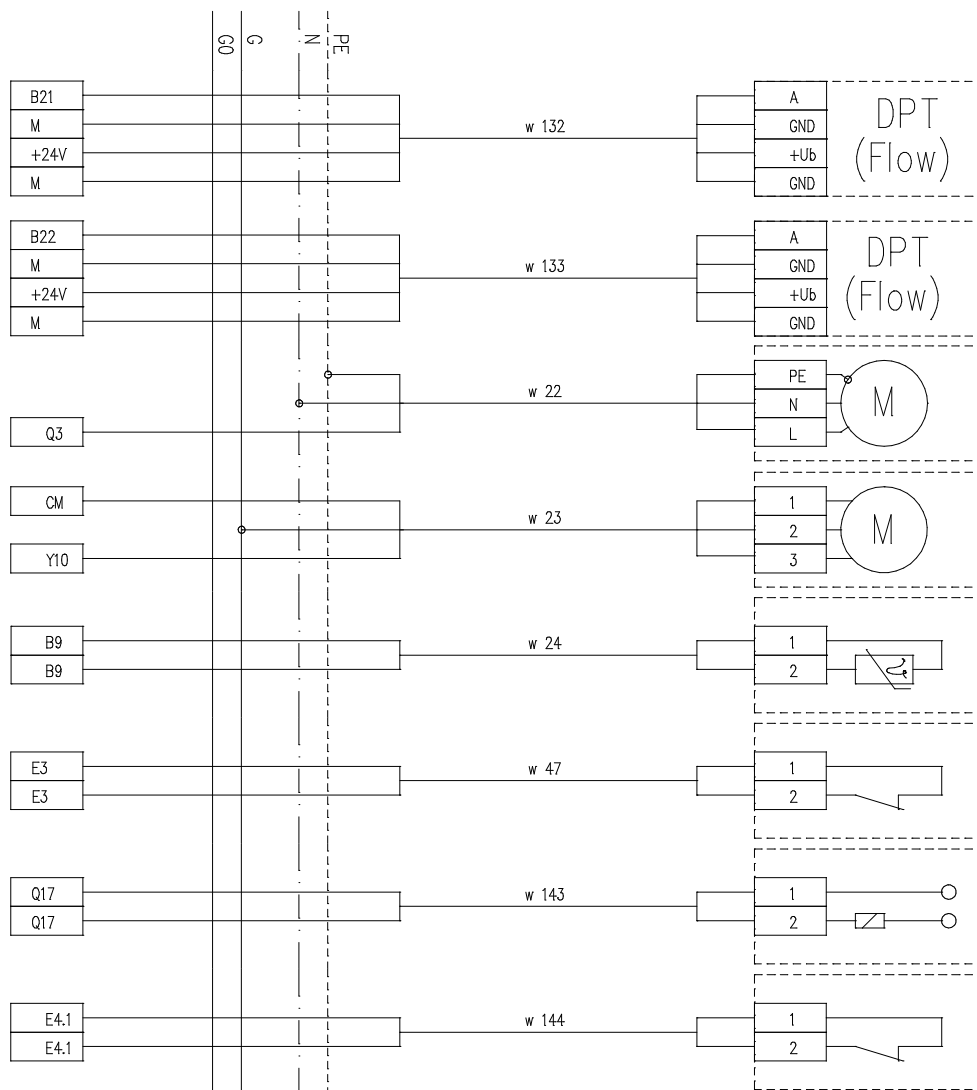 G0 G N PE
B21
M
+24V
M
w 132
A
GND
+Ub
GND
DPT
(Flow)
B22
M
+24V
M
w 133
A
GND
+Ub
GND
DPT
(Flow)
Q3
w 22
PE
N
L
M
CM
Y10
w 23
1
2
3
M
B9
B9
w 24
1
2
E3
E3
w 47
1
2
Q17
Q17
w 143
1
2
E4.1
E4.1
w 144
1
2